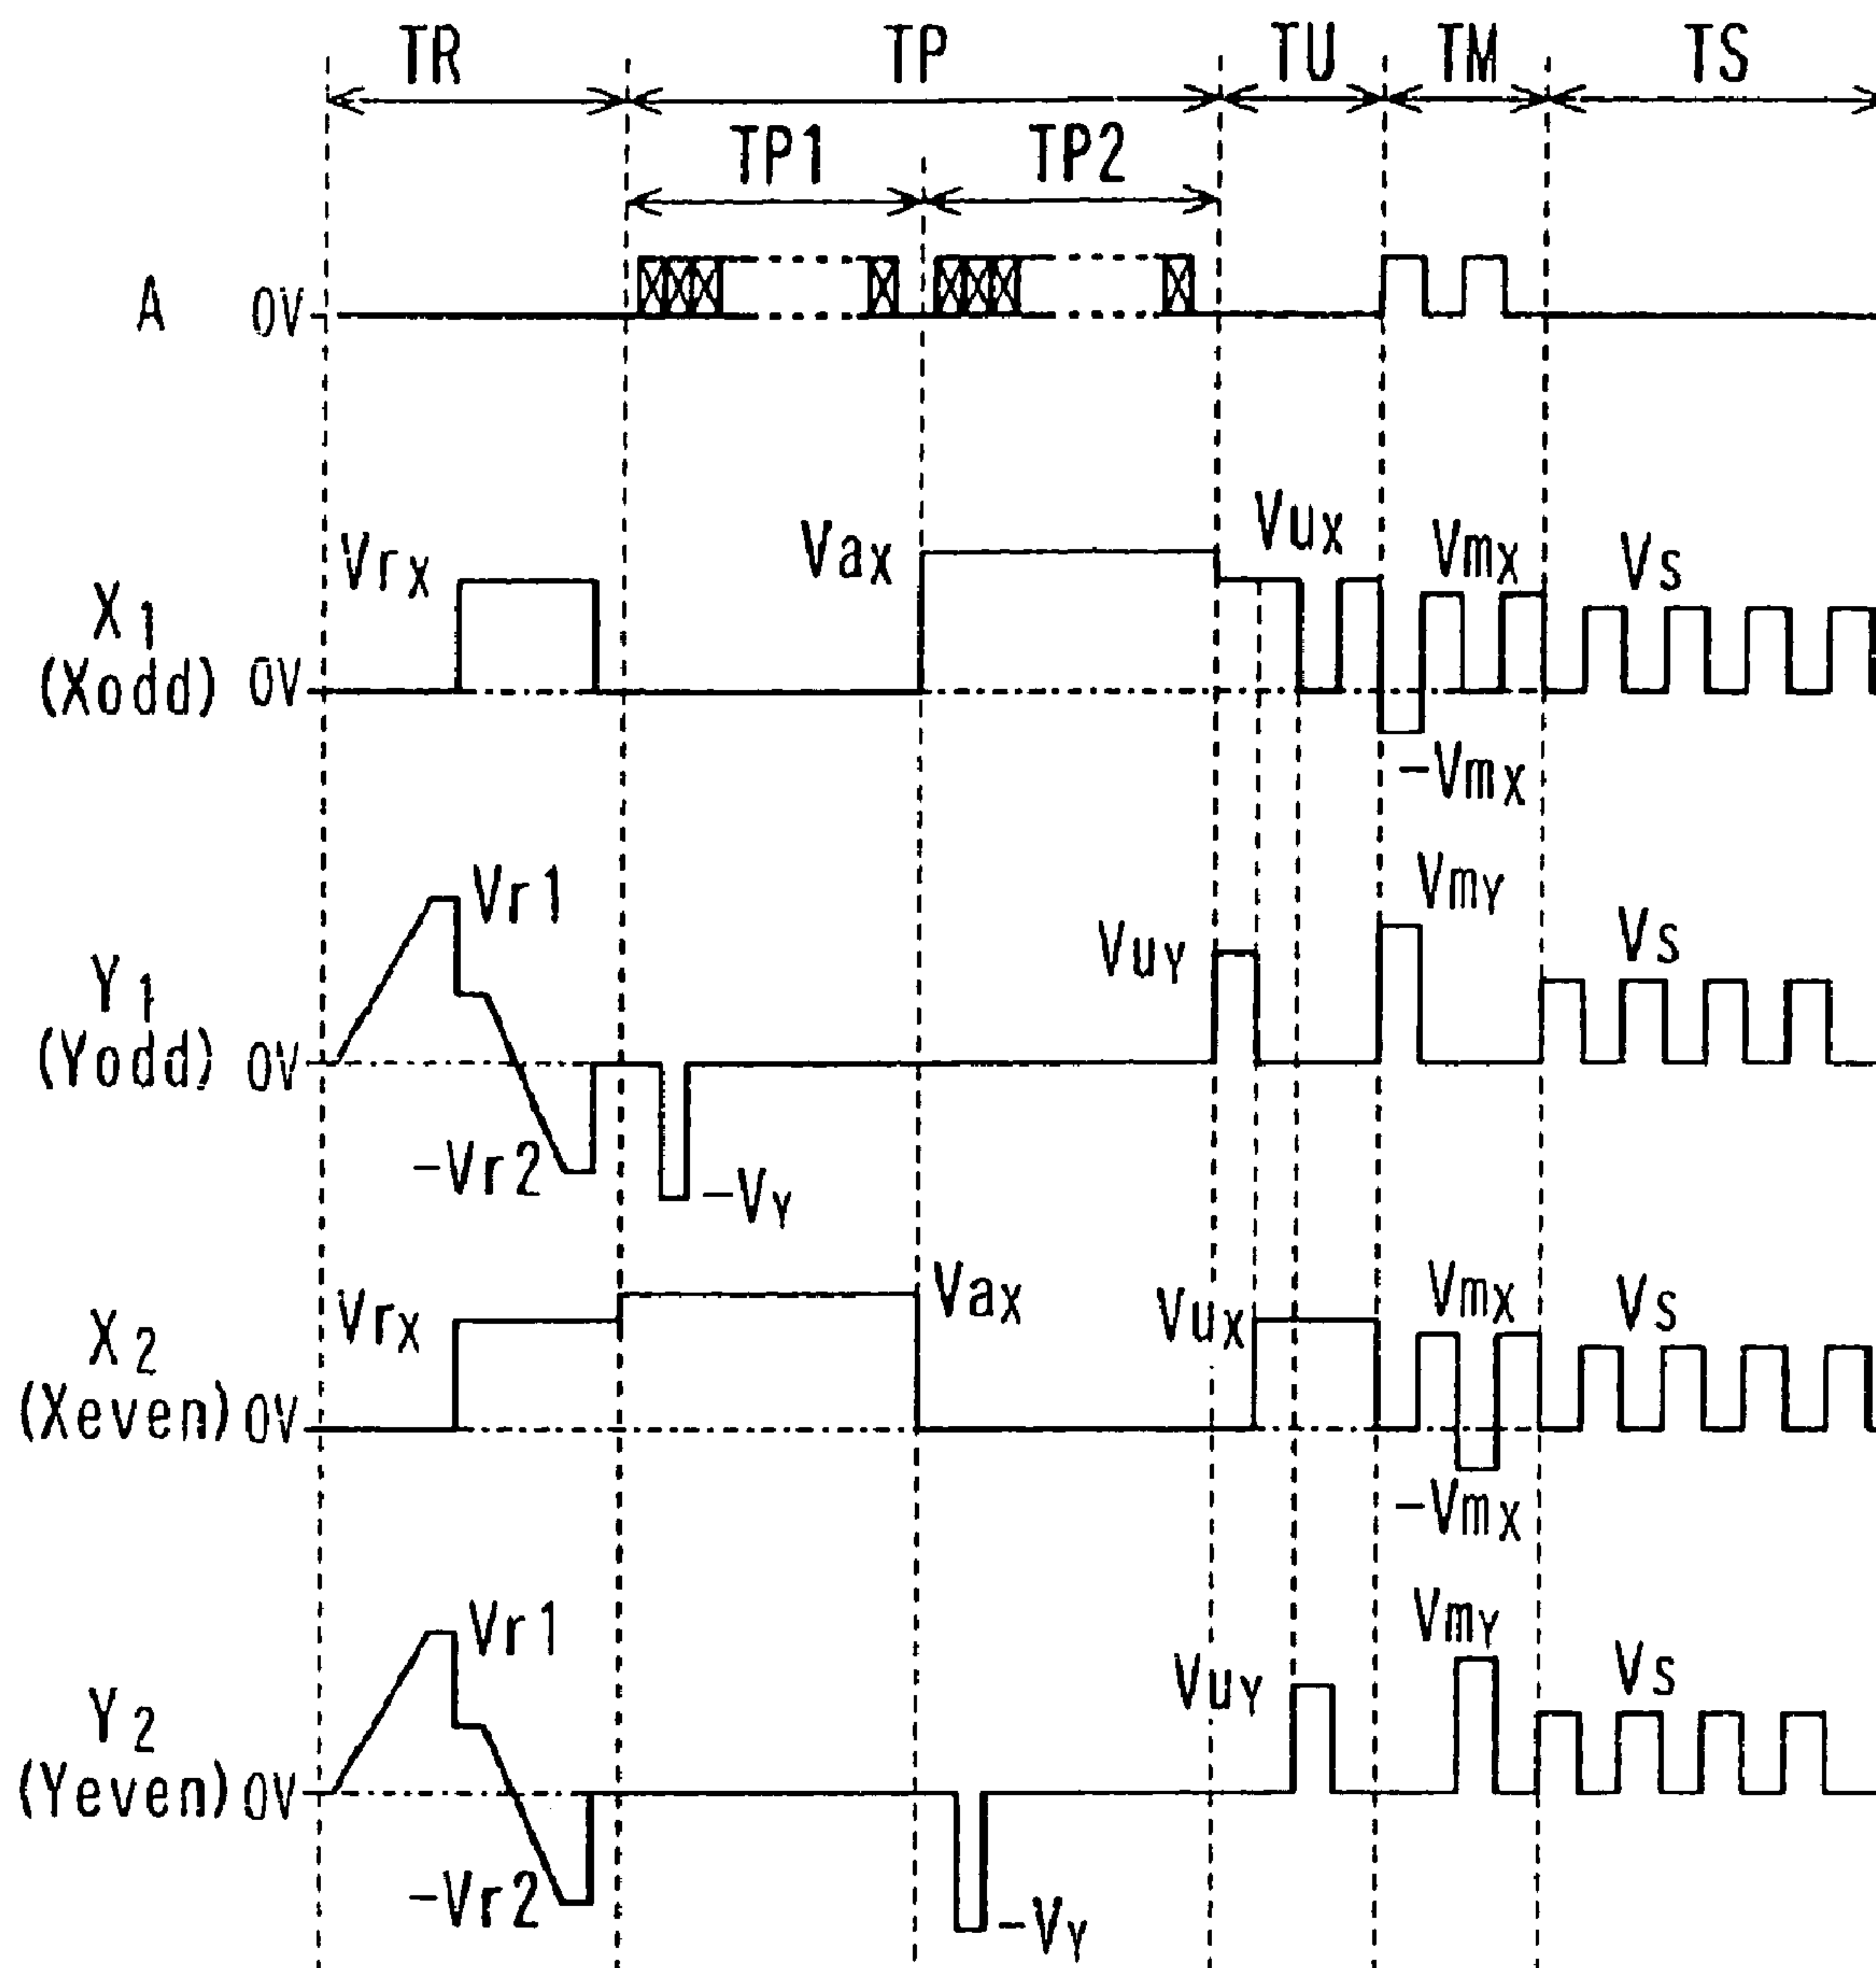 TR TP TU TM TS
TP1 TP2
A 0V
Vrx Vax Vux Vmx Vs
X1
(Xodd) 0V
-Vmx
Vr1 VmY
Y1 VuY Vs
(Yodd) 0V
-Vr2 -VY
Vrx Vax Vux Vmx Vs
X2
(Xeven) 0V
-Vmx
Vr1 VmY
Y2 VuY Vs
(Yeven) 0V
-Vr2 -VY